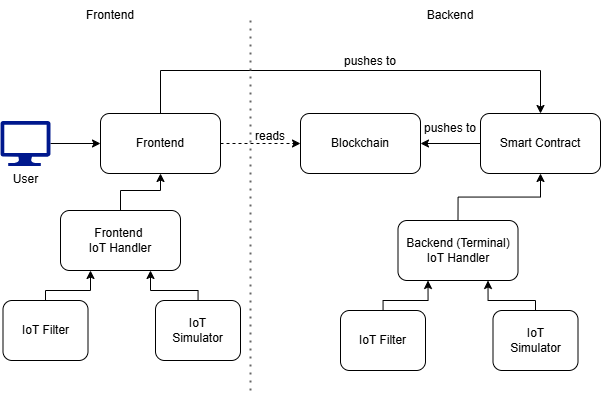 Frontend
Backend
pushes to
Frontend
reads
Blockchain
pushes to
Smart Contract
User
Frontend
IoT Handler
Backend (Terminal)
IoT Handler
IoT Filter
IoT
Simulator
IoT Filter
IoT
Simulator